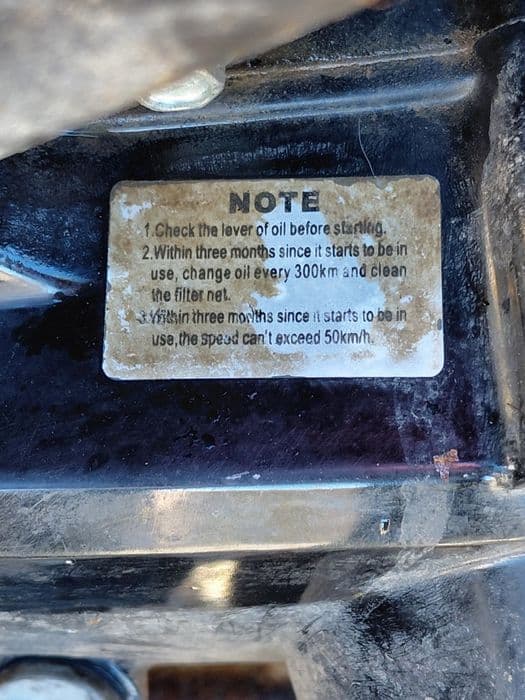 NOTE
1.Check the lever of oil before starting.
2.Within three months since it starts to be in
use, change oil every 300km and clean
the filter net.
3.Within three months since it starts to be in
use,the speed can't exceed 50km/h.